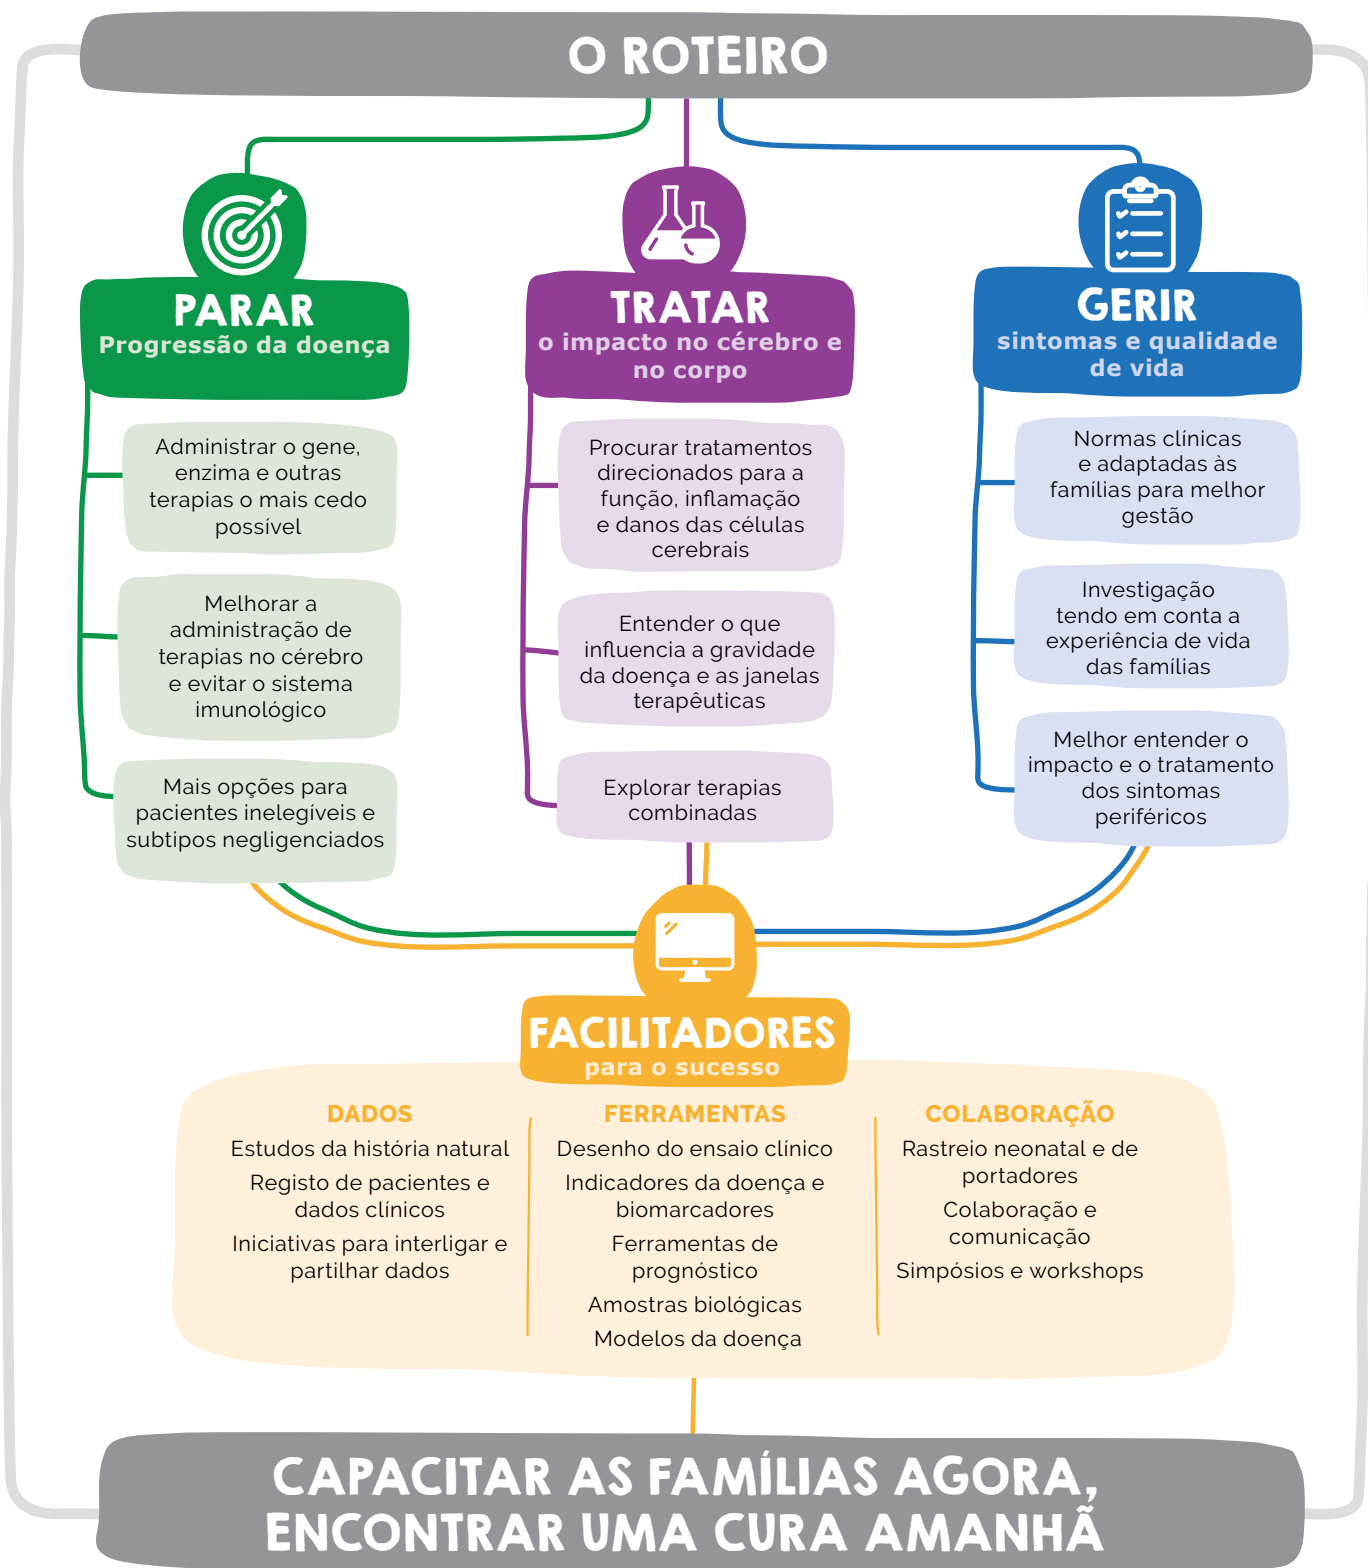 O ROTEIRO
PARAR
Progressão da doença
Administrar o gene,
enzima e outras
terapias o mais cedo
possível
Melhorar a
administração de
terapias no cérebro
e evitar o sistema
imunológico
Mais opções para
pacientes inelegíveis e
subtipos negligenciados
TRATAR
o impacto no cérebro e
no corpo
Procurar tratamentos
direcionados para a
função, inflamação
e danos das células
cerebrais
Entender o que
influencia a gravidade
da doença e as janelas
terapêuticas
Explorar terapias
combinadas
GERIR
sintomas e qualidade
de vida
Normas clínicas
e adaptadas às
famílias para melhor
gestão
Investigação
tendo em conta a
experiência de vida
das famílias
Melhor entender o
impacto e o tratamento
dos sintomas
periféricos
FACILITADORES
para o sucesso
DADOS
Estudos da história natural
Registo de pacientes e
dados clínicos
Iniciativas para interligar e
partilhar dados
FERRAMENTAS
Desenho do ensaio clínico
Indicadores da doença e
biomarcadores
Ferramentas de
prognóstico
Amostras biológicas
Modelos da doença
COLABORAÇÃO
Rastreio neonatal e de
portadores
Colaboração e
comunicação
Simpósios e workshops
CAPACITAR AS FAMÍLIAS AGORA,
ENCONTRAR UMA CURA AMANHÃ